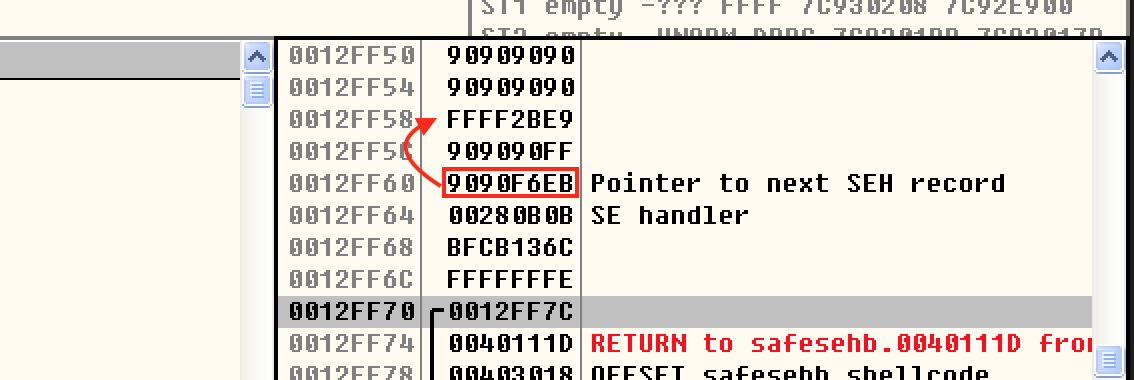 ST1 empty -??? FFFF 7C930208 7C92E900
0012FF50 90909090
0012FF54 90909090
0012FF58 FFFF2BE9
0012FF5C 909090FF
0012FF60 9090F6EB Pointer to next SEH record
0012FF64 00280B0B SE handler
0012FF68 BFCB136C
0012FF6C FFFFFFFE
0012FF70 0012FF7C
0012FF74 0040111D RETURN to safesehb.0040111D from
0012FF78 00403018 OFFSET safesehb.shellcode